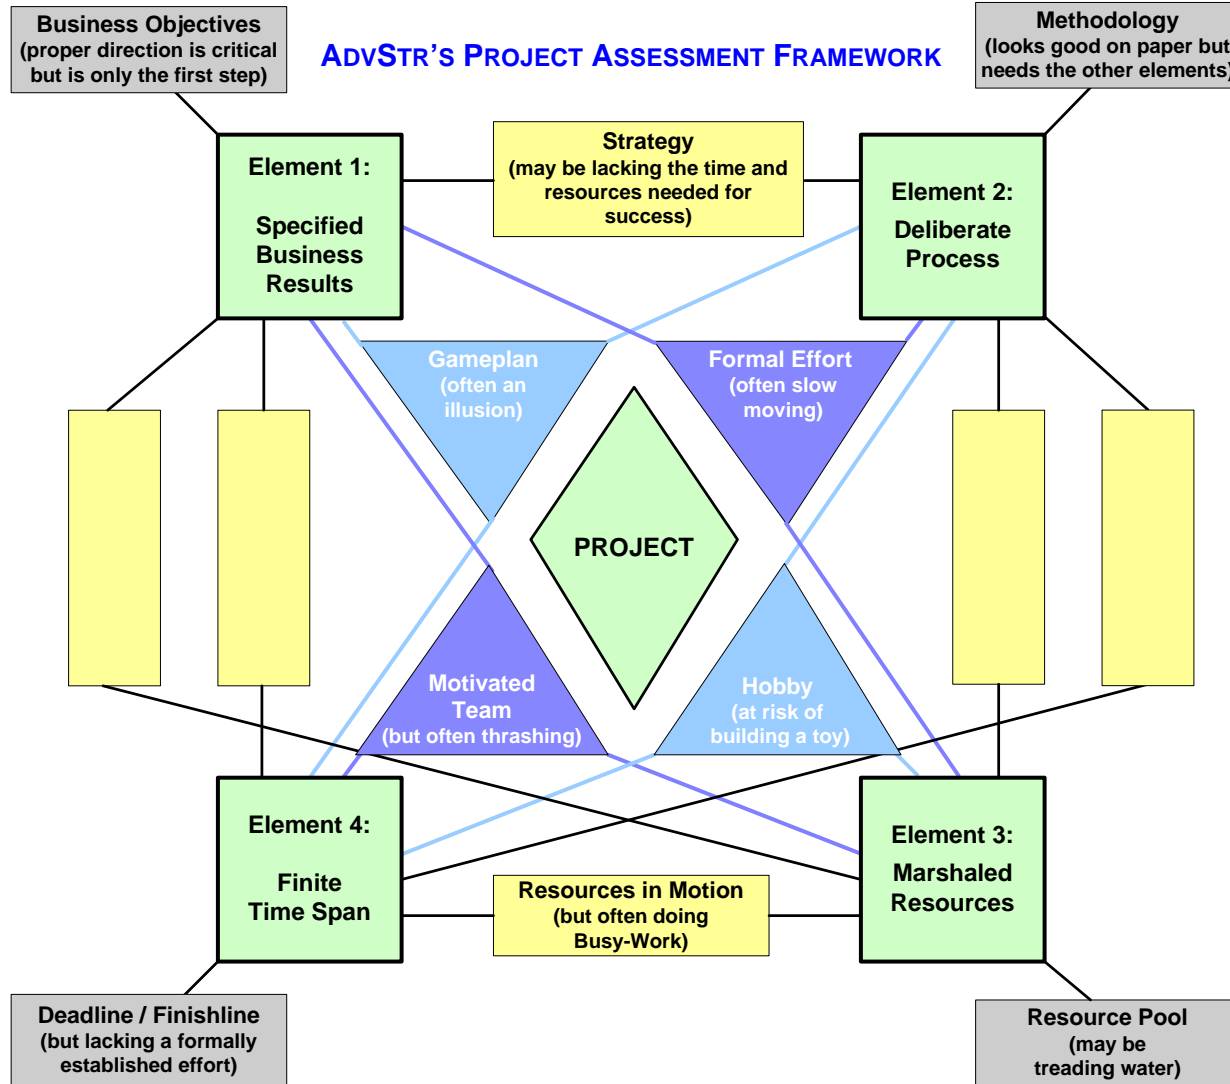 Business Objectives
(proper direction is critical
but is only the first step)
ADVSTR'S PROJECT ASSESSMENT FRAMEWORK
Methodology
(looks good on paper but
needs the other elements)
Element 1:
Specified
Business
Results
Strategy
(may be lacking the time and
resources needed for
success)
Element 2:
Deliberate
Process
Gameplan
(often an
illusion)
Formal Effort
(often slow
moving)
PROJECT
Motivated
Team
(but often thrashing)
Hobby
(at risk of
building a toy)
Element 4:
Finite
Time Span
Resources in Motion
(but often doing
Busy-Work)
Element 3:
Marshaled
Resources
Deadline / Finishline
(but lacking a formally
established effort)
Resource Pool
(may be
treading water)